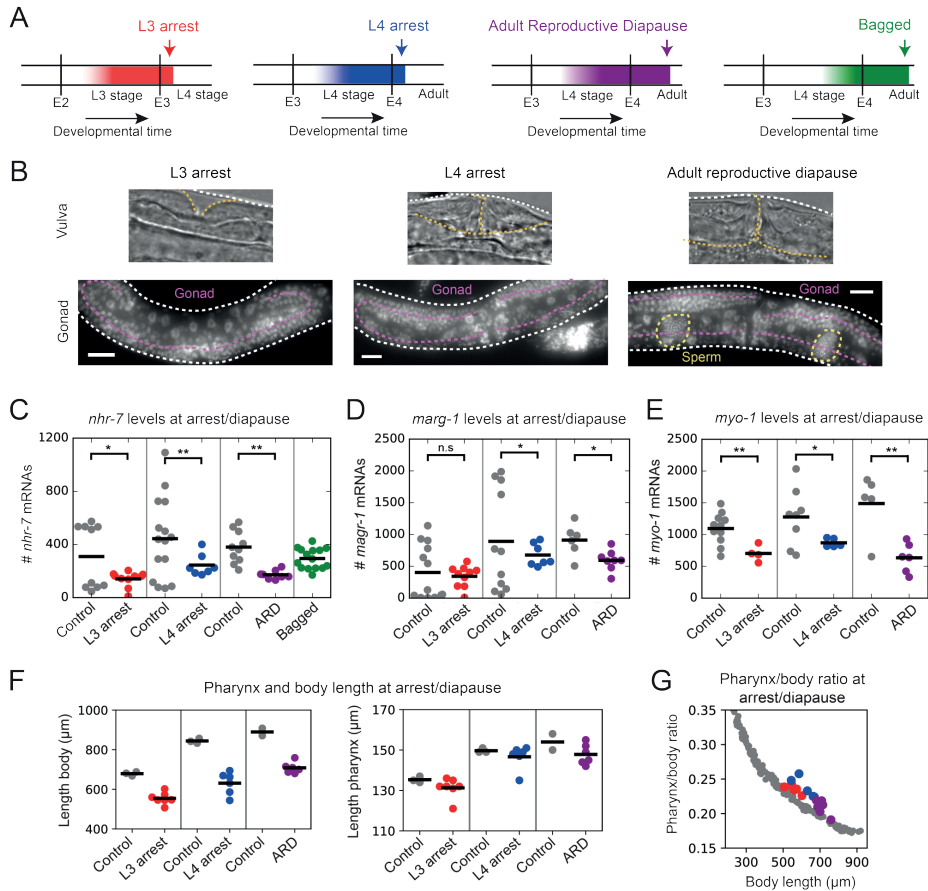 A
L3 arrest
L4 arrest
Adult Reproductive Diapause
Bagged
E2
L3 stage
E3
L4 stage
Developmental time
E3
L4 stage
E4
Adult
Developmental time
E3
L4 stage
E4
Adult
Developmental time
E3
L4 stage
E4
Adult
Developmental time
B
L3 arrest
L4 arrest
Adult reproductive diapause
Vulva
Gonad
Gonad
Gonad
Gonad
Sperm
C
nhr-7 levels at arrest/diapause
# nhr-7 mRNAs
1200
800
400
0
*
**
**
Control
L3 arrest
Control
L4 arrest
Control
ARD
Bagged
D
marg-1 levels at arrest/diapause
# magr-1 mRNAs
2500
2000
1500
1000
500
0
n.s
*
*
Control
L3 arrest
Control
L4 arrest
Control
ARD
E
myo-1 levels at arrest/diapause
# myo-1 mRNAs
2500
2000
1500
1000
500
0
**
*
**
Control
L3 arrest
Control
L4 arrest
Control
ARD
F
Pharynx and body length at arrest/diapause
Length body (µm)
1000
800
600
400
Control
L3 arrest
Control
L4 arrest
Control
ARD
Length pharynx (µm)
170
150
130
110
Control
L3 arrest
Control
L4 arrest
Control
ARD
G
Pharynx/body ratio at
arrest/diapause
Pharynx/body ratio
0.35
0.30
0.25
0.20
0.15
300
500
700
900
Body length (µm)